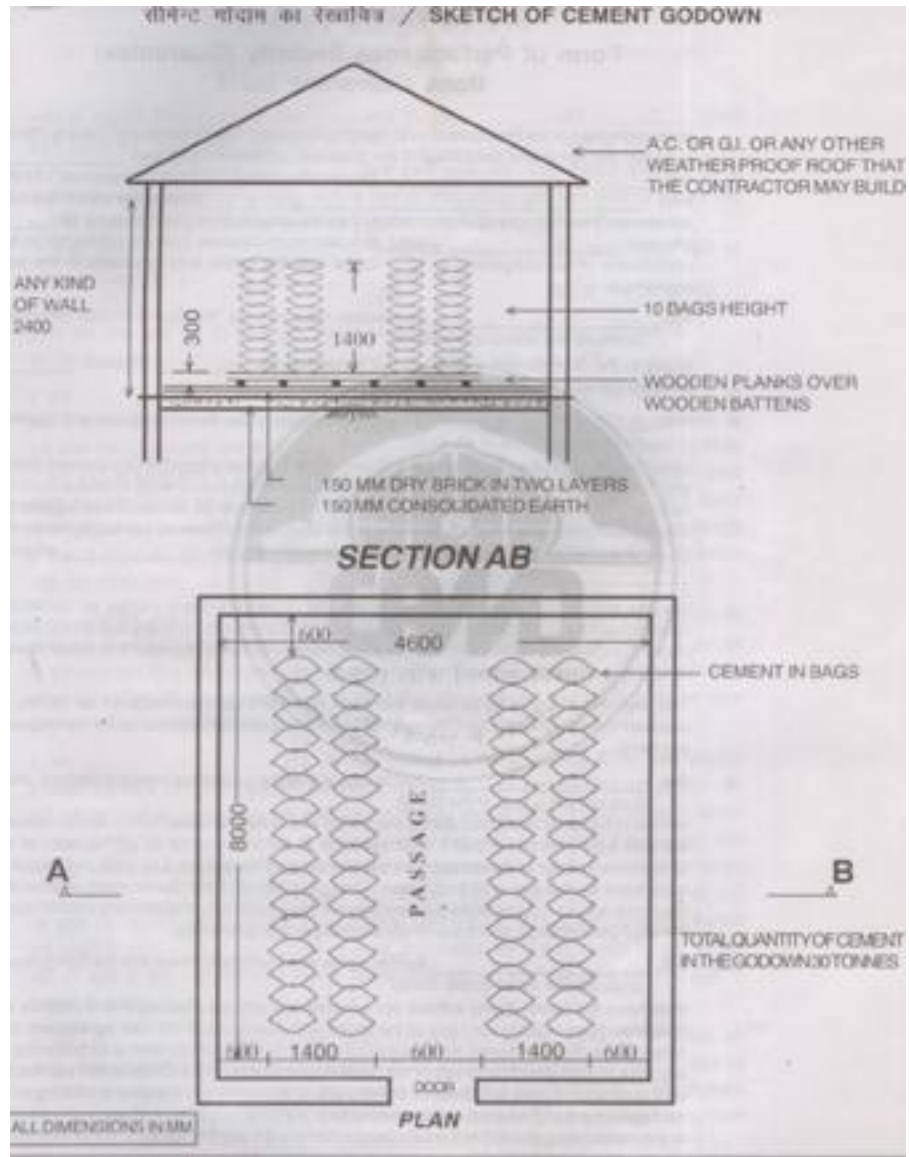 सीमेन्ट गोदाम का रेखाचित्र / SKETCH OF CEMENT GODOWN
A.C. OR G.I. OR ANY OTHER
WEATHER PROOF ROOF THAT
THE CONTRACTOR MAY BUILD
ANY KIND
OF WALL
2400
300
1400
10 BAGS HEIGHT
WOODEN PLANKS OVER
WOODEN BATTENS
150 MM DRY BRICK IN TWO LAYERS
150 MM CONSOLIDATED EARTH
SECTION AB
600
4600
CEMENT IN BAGS
8000
PASSAGE
A
B
TOTAL QUANTITY OF CEMENT
IN THE GODOWN 30 TONNES
600 1400 600 1400 600
DOOR
PLAN
ALL DIMENSIONS IN MM